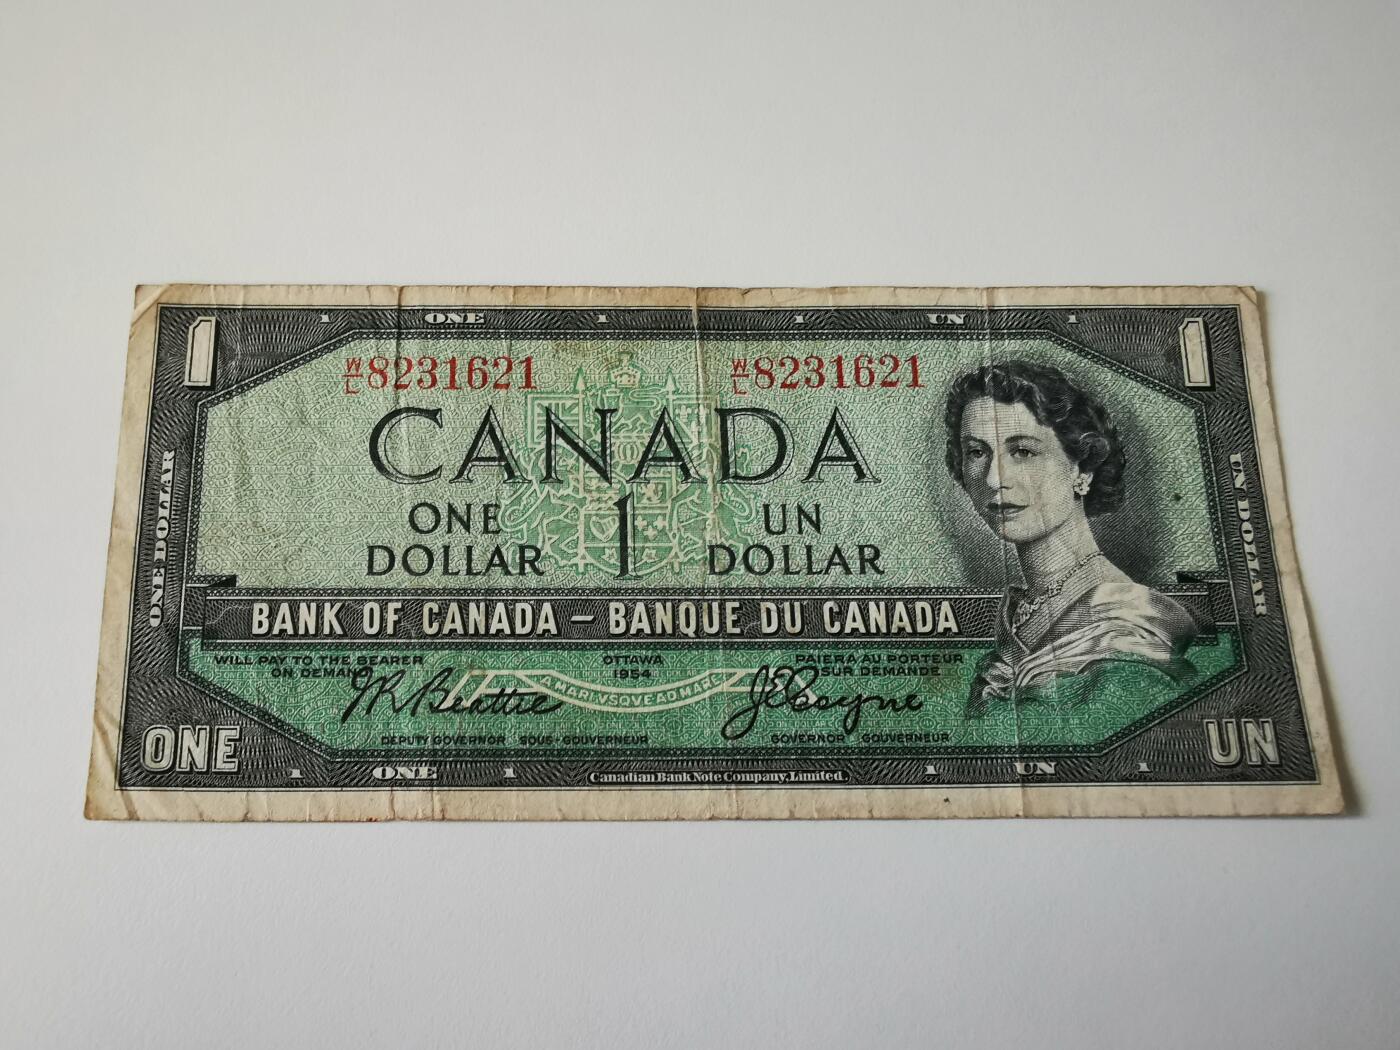 1 ONE 1 1 UN 1
1 1
W/L 8231621 W/L 8231621
CANADA
ONE DOLLAR 1 UN DOLLAR
ONE DOLLAR
UN DOLLAR
BANK OF CANADA – BANQUE DU CANADA
WILL PAY TO THE BEARER
ON DEMAND
OTTAWA
1954
PAIERA AU PORTEUR
SUR DEMANDE
A MARI VSQVE AD MARE
J R Beattie
J E Coyne
DEPUTY GOVERNOR SOUS-GOUVERNEUR
GOVERNOR GOUVERNEUR
ONE UN
1 ONE 1 Canadian Bank Note Company, Limited. 1 UN 1